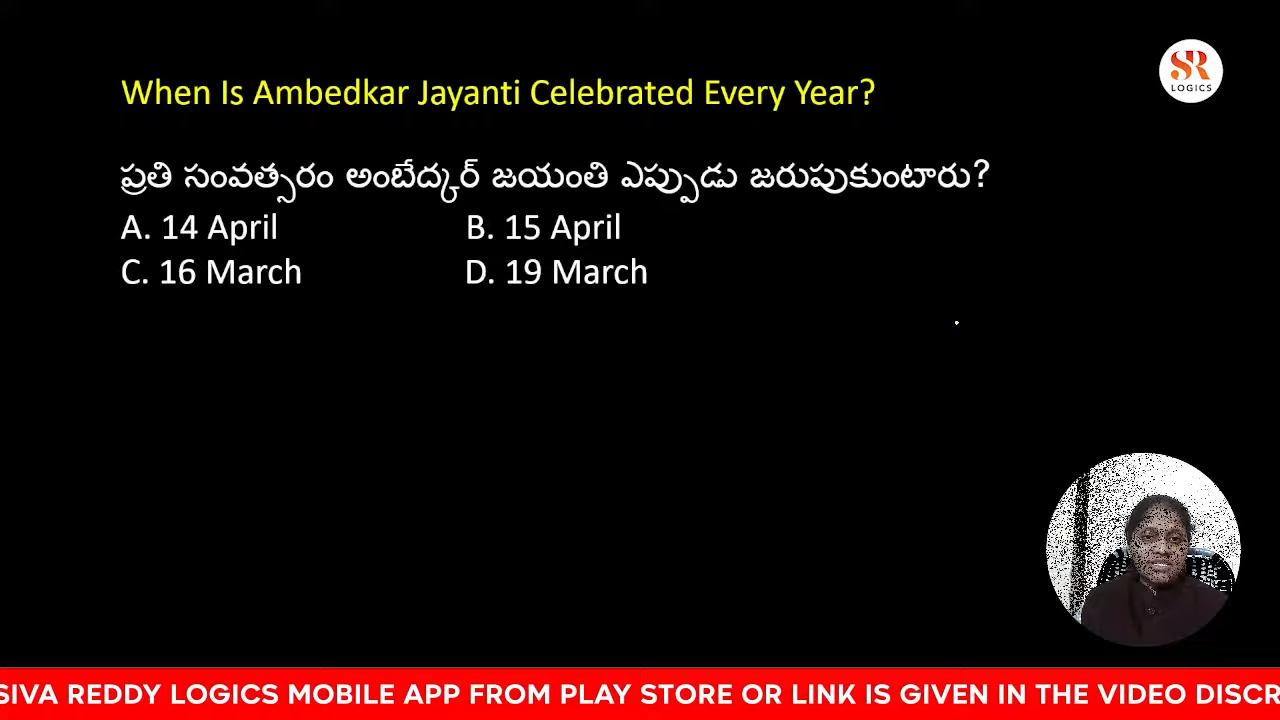 SR
LOGICS
When Is Ambedkar Jayanti Celebrated Every Year?
ప్రతి సంవత్సరం అంబేద్కర్ జయంతి ఎప్పుడు జరుపుకుంటారు?
A. 14 April B. 15 April
C. 16 March D. 19 March
SIVA REDDY LOGICS MOBILE APP FROM PLAY STORE OR LINK IS GIVEN IN THE VIDEO DISCR